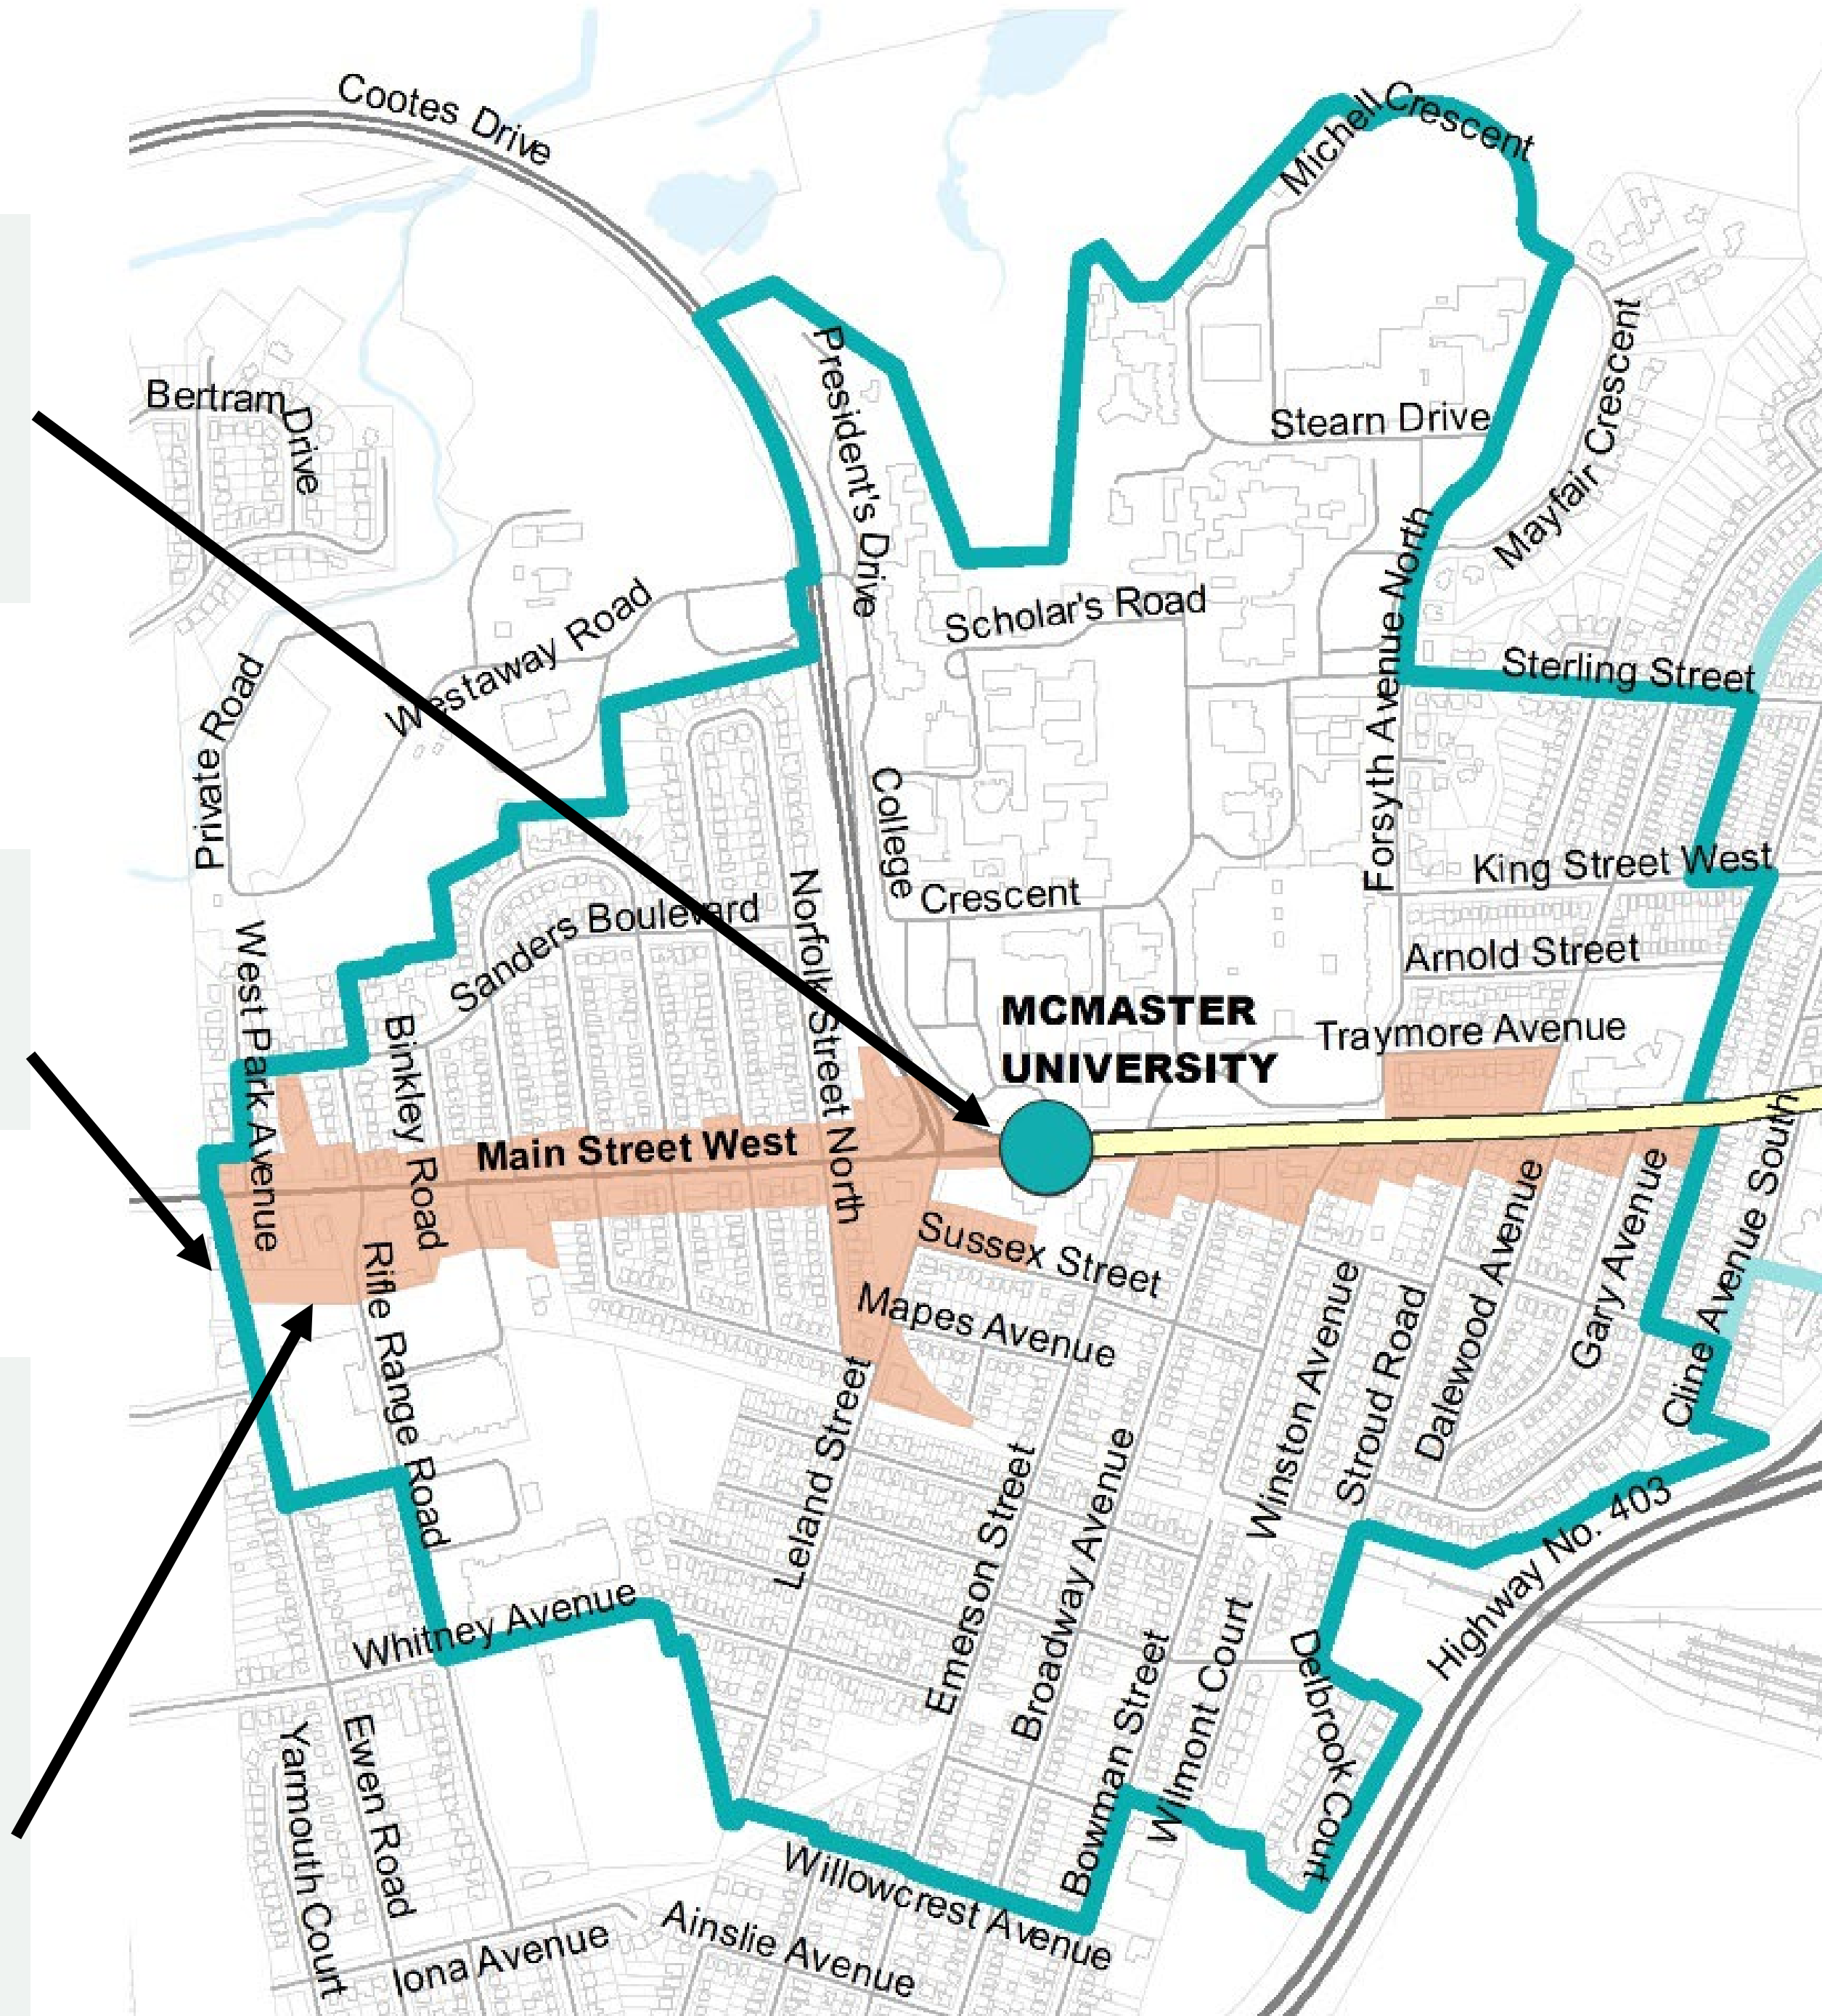 Cootes Drive
Michell Crescent
Bertram Drive
President's Drive
Stearn Drive
Mayfair Crescent
Westaway Road
Scholar's Road
Forsyth Avenue North
Sterling Street
Private Road
College Crescent
King Street West
West Park Avenue
Sanders Boulevard
Norfolk Street North
Arnold Street
Binkley Road
MCMASTER
UNIVERSITY
Traymore Avenue
Main Street West
Sussex Street
Rifle Range Road
Mapes Avenue
Winston Avenue
Stroud Road
Dalewood Avenue
Gary Avenue
Cline Avenue South
Leland Street
Emerson Street
Broadway Avenue
Highway No. 403
Whitney Avenue
Bowman Street
Wilmont Court
Delbrook Court
Yarmouth Court
Ewen Road
Willowcrest Avenue
Iona Avenue
Ainslie Avenue